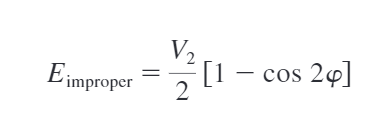 E_improper = V_2/2 [1 − cos 2φ]